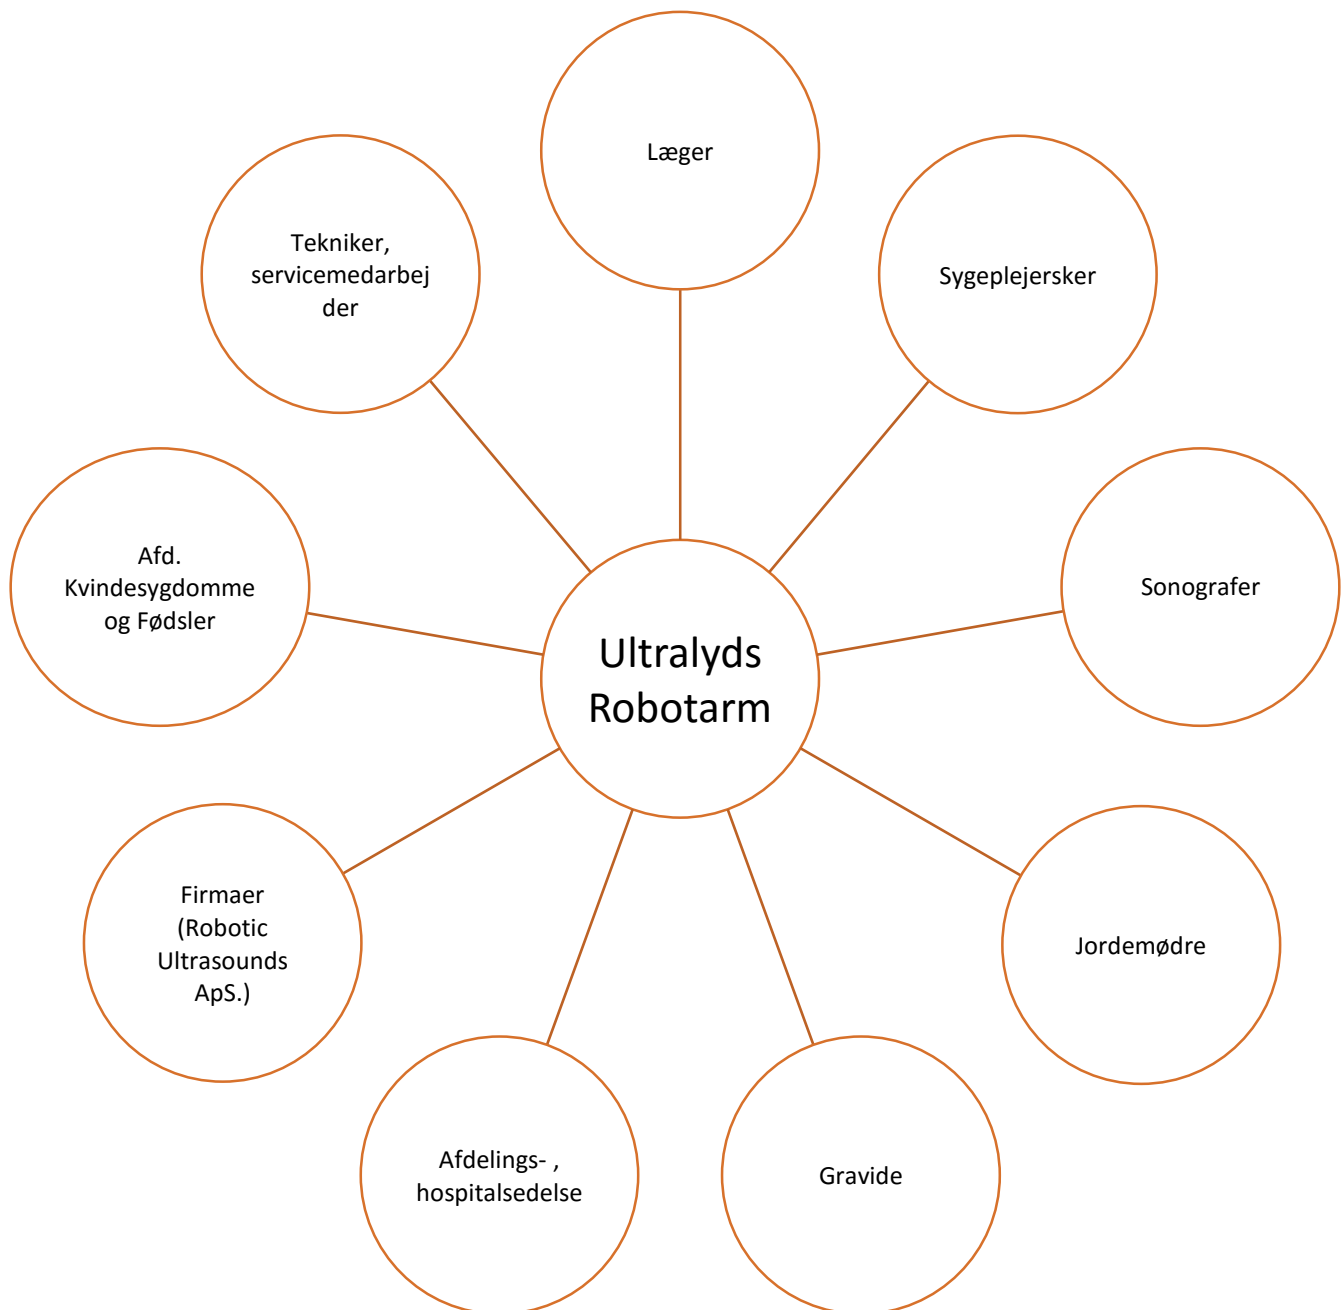 Læger
Sygeplejersker
Sonografer
Jordemødre
Gravide
Afdelings- ,
hospitalsedelse
Firmaer
(Robotic
Ultrasounds
ApS.)
Afd.
Kvindesygdomme
og Fødsler
Tekniker,
servicemedarbej
der
Ultralyds
Robotarm